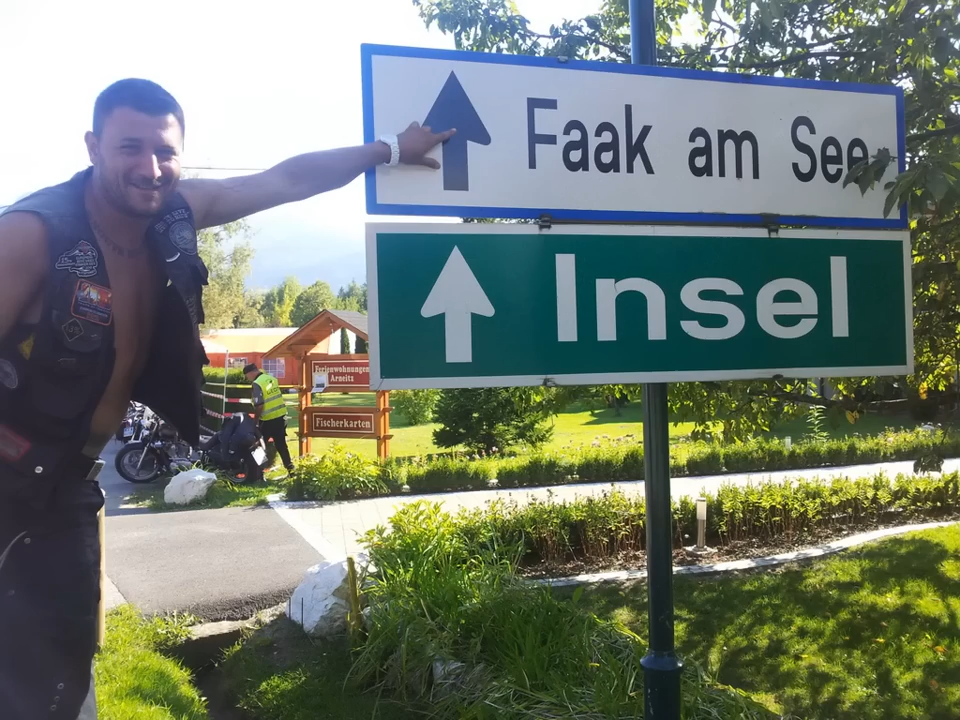 Faak am See
Insel
Ferienwohnungen
Arneitz
Fischerkarten